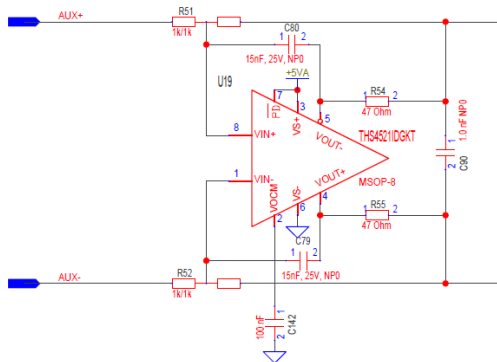 AUX+
R51
1k/1k
C80
1 2
15nF, 25V, NP0
+5VA
U19
7
3
PD
VS+
5
VOUT-
R54
1 2
47 Ohm
THS4521IDGKT
1.0 nF NP0
1
2
C90
8
VIN+
1
VIN-
MSOP-8
VOCM
VS-
VOUT+
2
6
4
R55
1 2
47 Ohm
C79
1 2
15nF, 25V, NP0
AUX-
R52
1k/1k
100 nF
1
2
C142